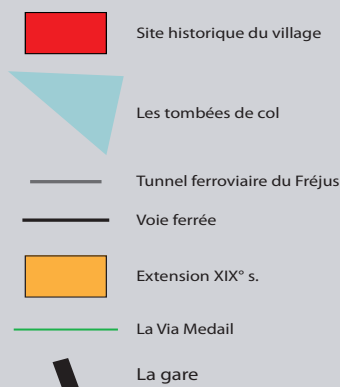 Site historique du village
Les tombées de col
Tunnel ferroviaire du Fréjus
Voie ferrée
Extension XIX° s.
La Via Medail
La gare